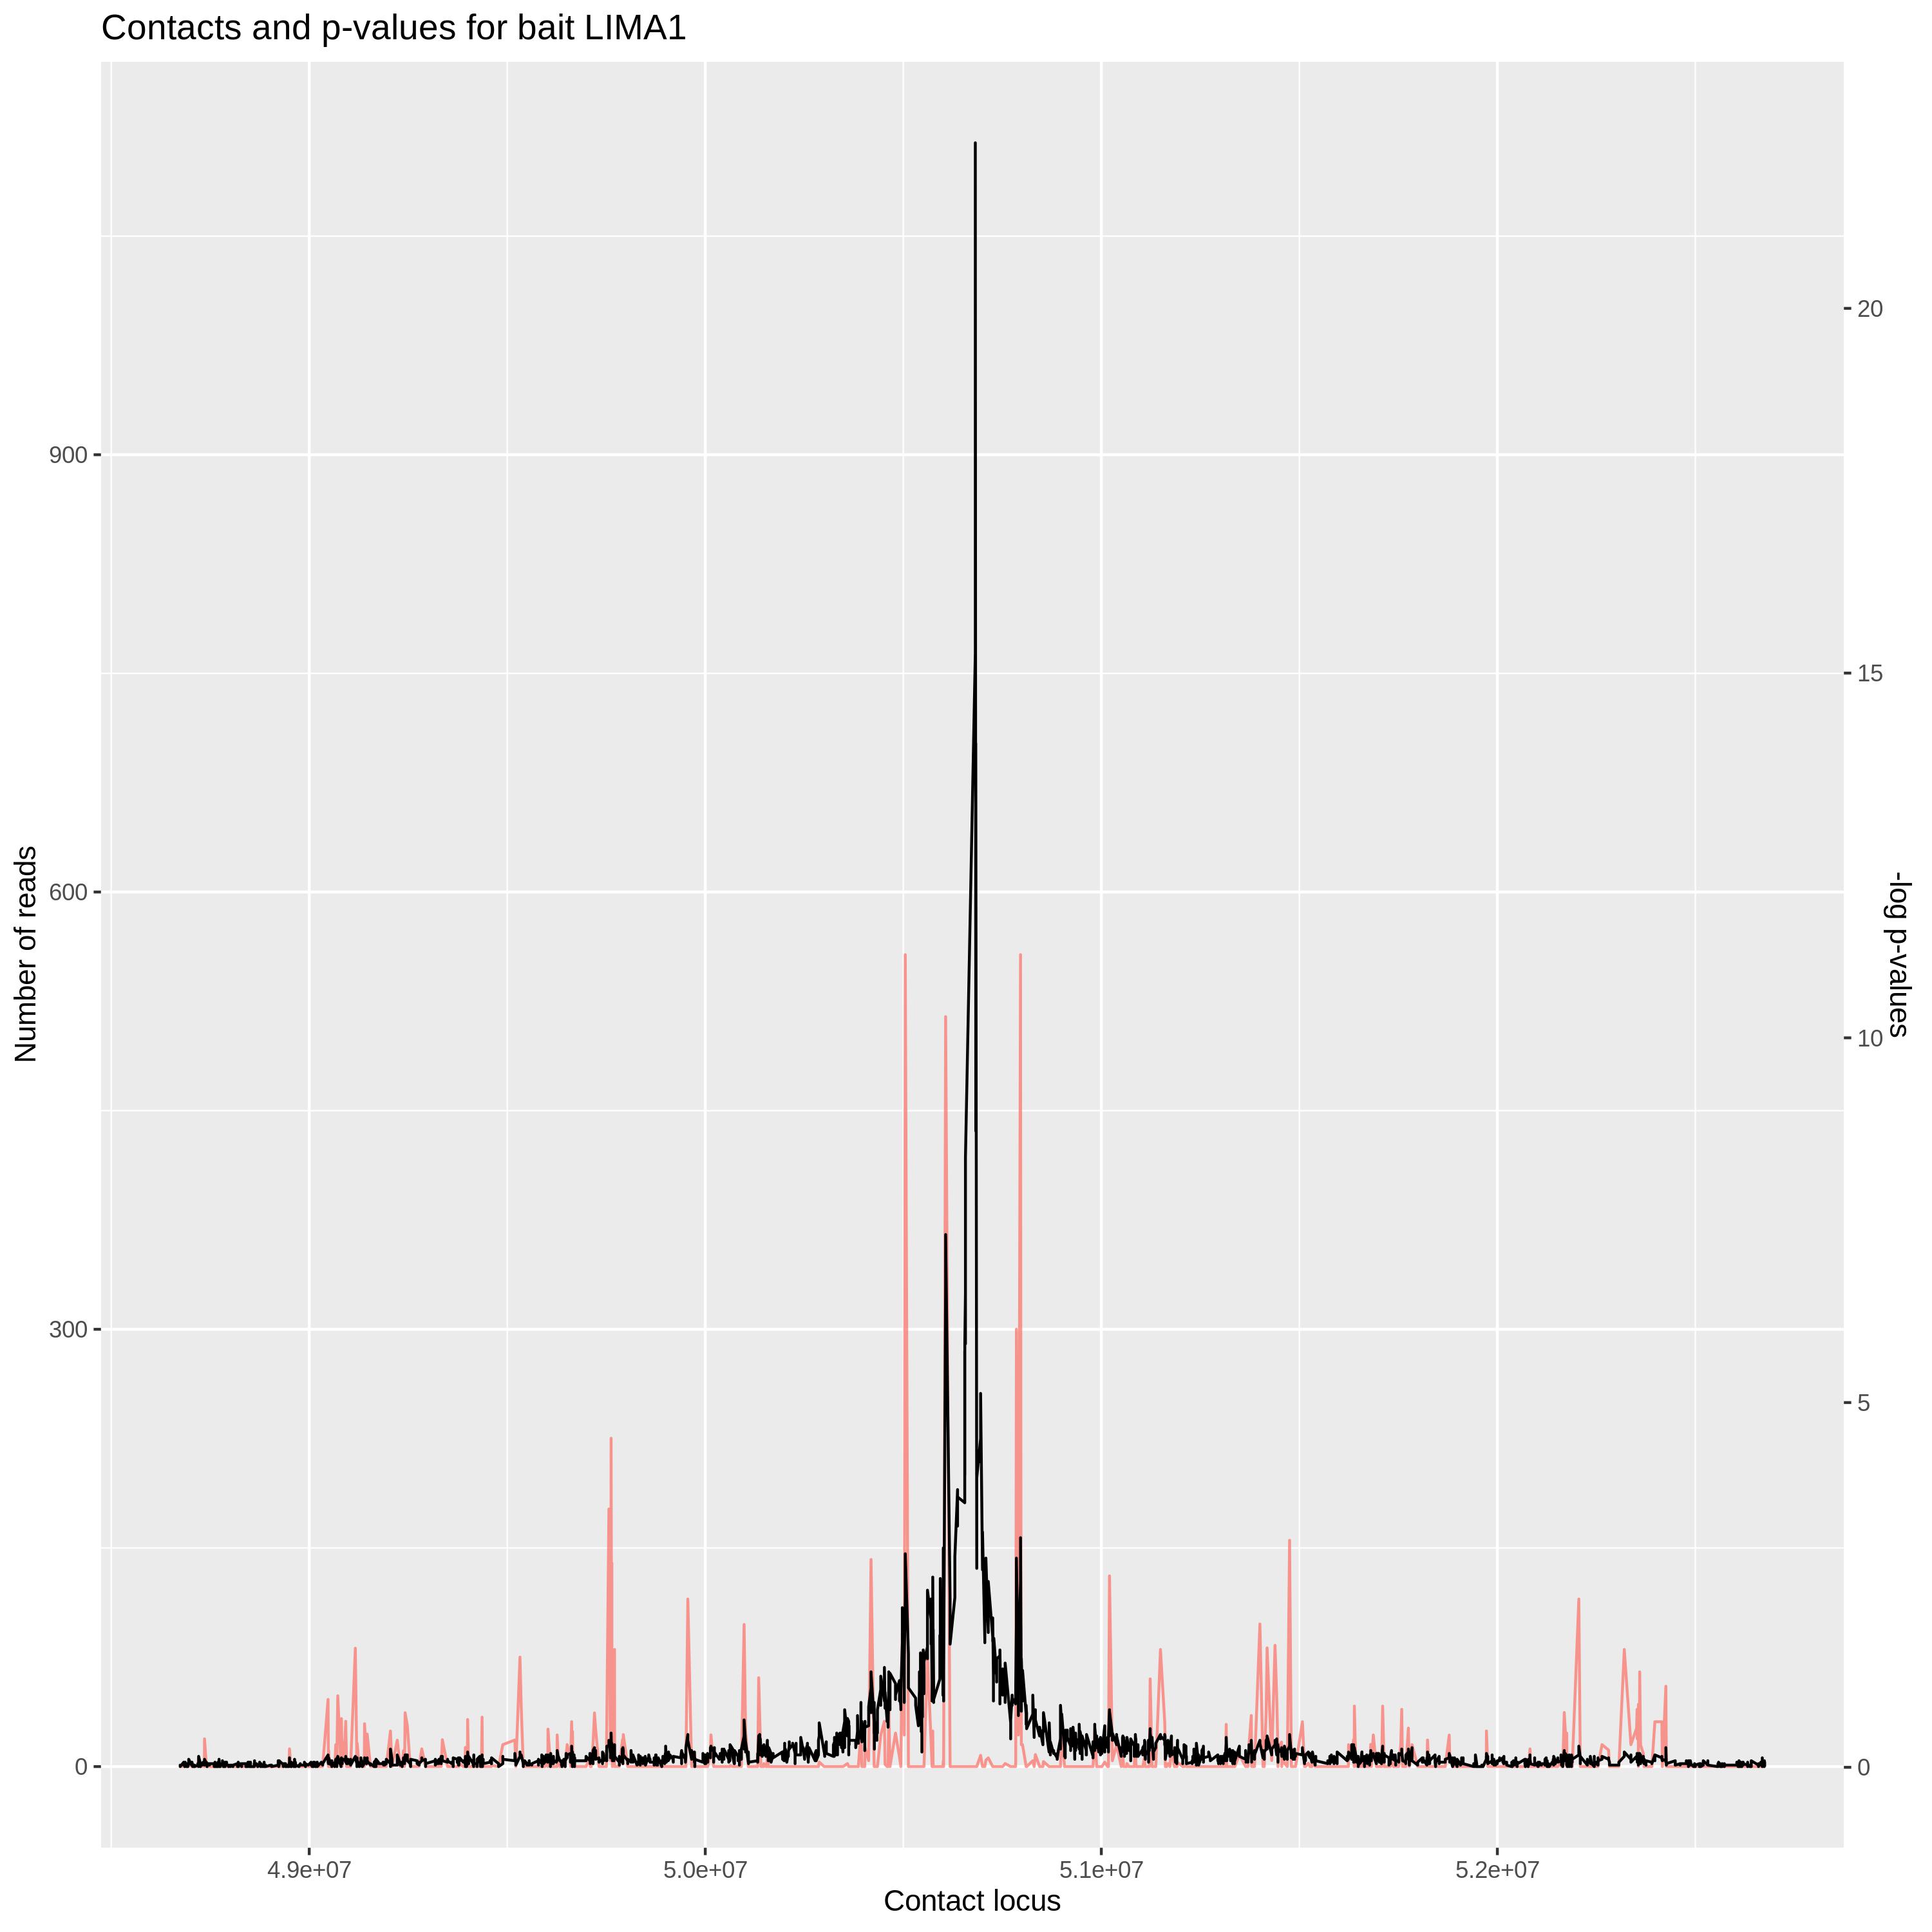 Contacts and p-values for bait LIMA1
Number of reads
900
600
300
0
20
15
10
5
0
-log p-values
4.9e+07 5.0e+07 5.1e+07 5.2e+07
Contact locus